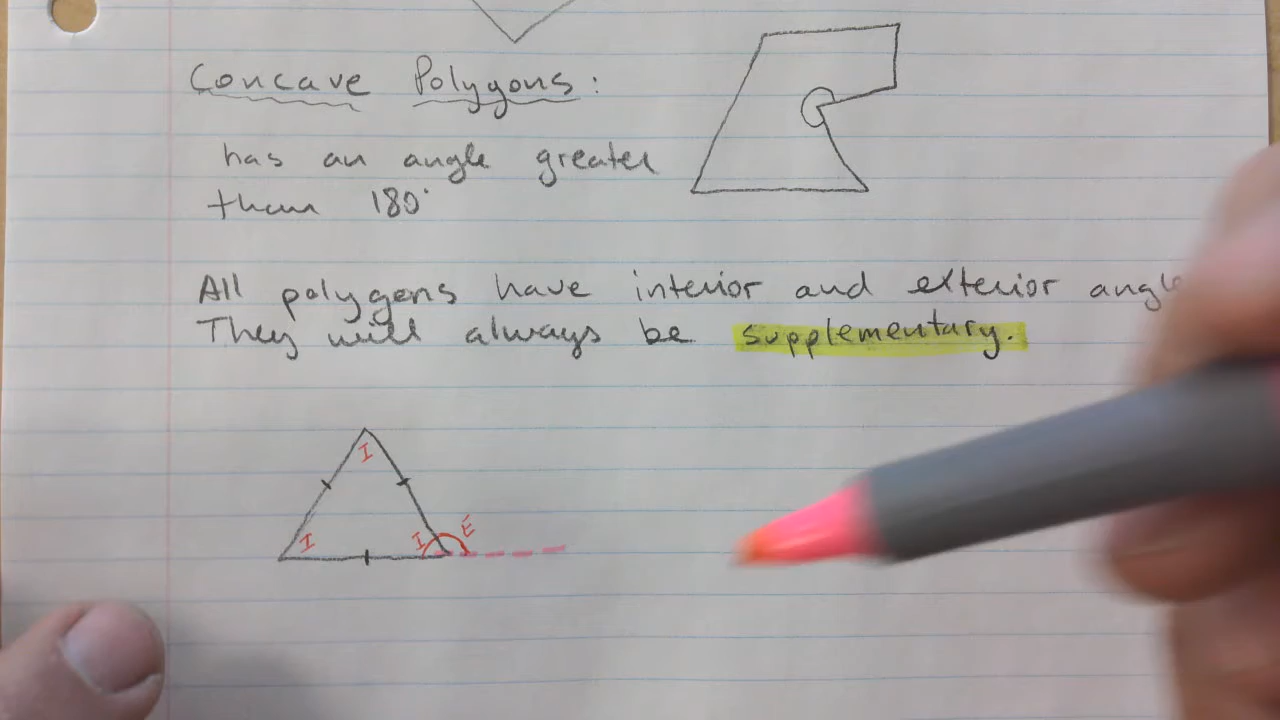 Concave Polygons:
has an angle greater
than 180°
All polygons have interior and exterior
They will always be supplementary.
I
I
I
E